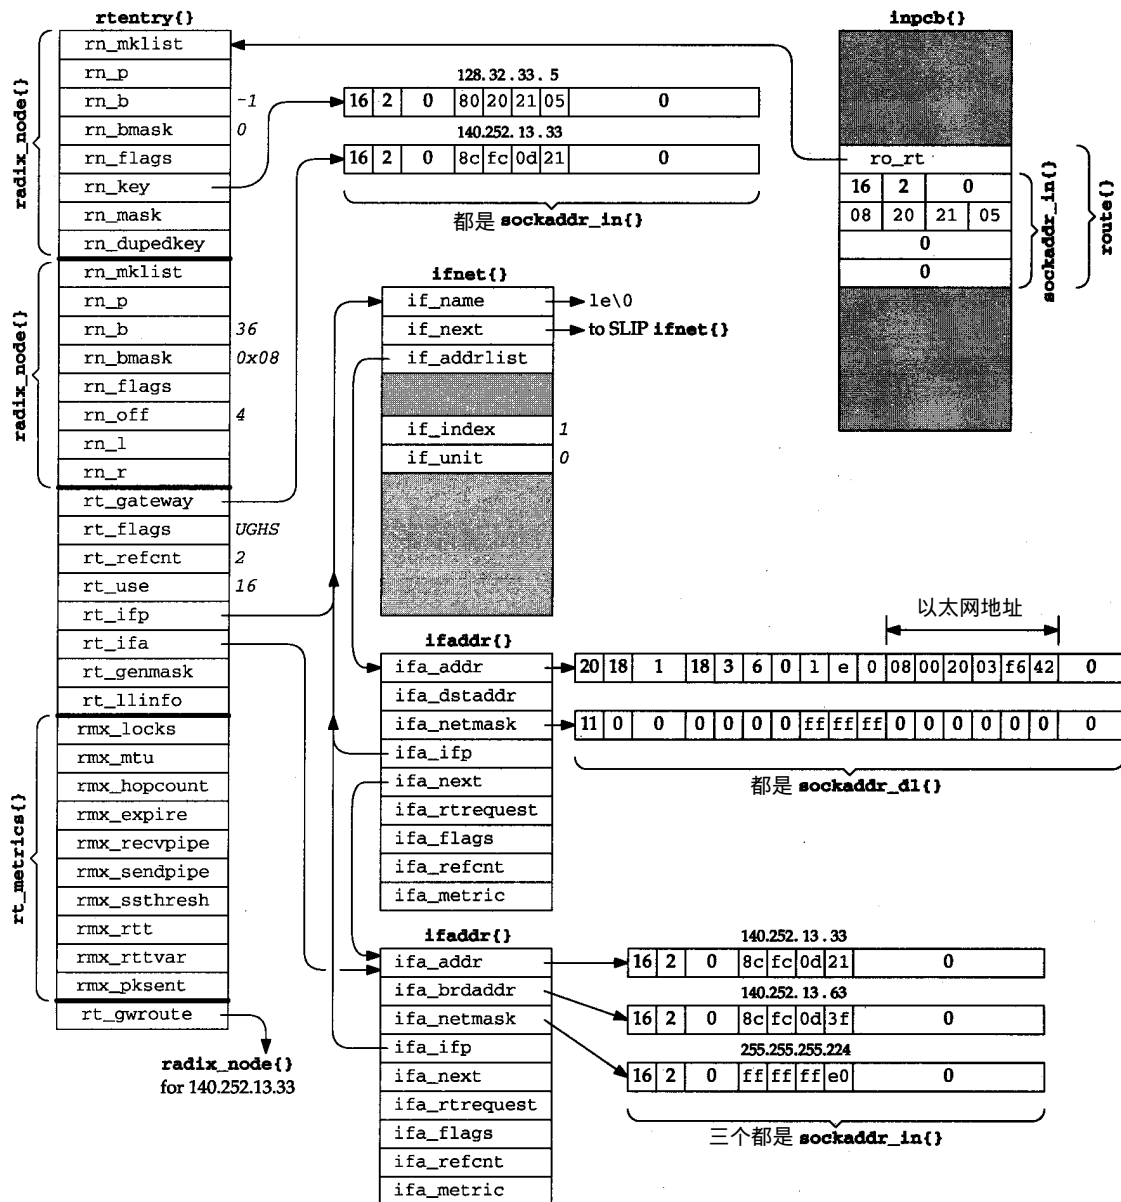 rtentry{}
radix_node{}
rn_mklist
rn_p
rn_b -1
rn_bmask 0
rn_flags
rn_key
rn_mask
rn_dupedkey
radix_node{}
rn_mklist
rn_p
rn_b 36
rn_bmask 0x08
rn_flags
rn_off 4
rn_l
rn_r
rt_gateway
rt_flags UGHS
rt_refcnt 2
rt_use 16
rt_ifp
rt_ifa
rt_genmask
rt_llinfo
rt_metrics{}
rmx_locks
rmx_mtu
rmx_hopcount
rmx_expire
rmx_recvpipe
rmx_sendpipe
rmx_ssthresh
rmx_rtt
rmx_rttvar
rmx_pksent
rt_gwroute
radix_node{}
for 140.252.13.33
128.32.33.5
16 2 0 80 20 21 05 0
140.252.13.33
16 2 0 8c fc 0d 21 0
都是 sockaddr_in{}
inpcb{}
ro_rt
16 2 0
08 20 21 05
0
0
sockaddr_in{}
route{}
ifnet{}
if_name le\0
if_next to SLIP ifnet{}
if_addrlist
if_index 1
if_unit 0
ifaddr{}
以太网地址
ifa_addr 20 18 1 18 3 6 0 l e 0 08 00 20 03 f6 42 0
ifa_dstaddr
ifa_netmask 11 0 0 0 0 0 0 ff ff ff 0 0 0 0 0 0 0
ifa_ifp
ifa_next
都是 sockaddr_dl{}
ifa_rtrequest
ifa_flags
ifa_refcnt
ifa_metric
ifaddr{}
140.252.13.33
ifa_addr 16 2 0 8c fc 0d 21 0
140.252.13.63
ifa_brdaddr 16 2 0 8c fc 0d 3f 0
255.255.255.224
ifa_netmask 16 2 0 ff ff ff e0 0
ifa_ifp
ifa_next
ifa_rtrequest
三个都是 sockaddr_in{}
ifa_flags
ifa_refcnt
ifa_metric